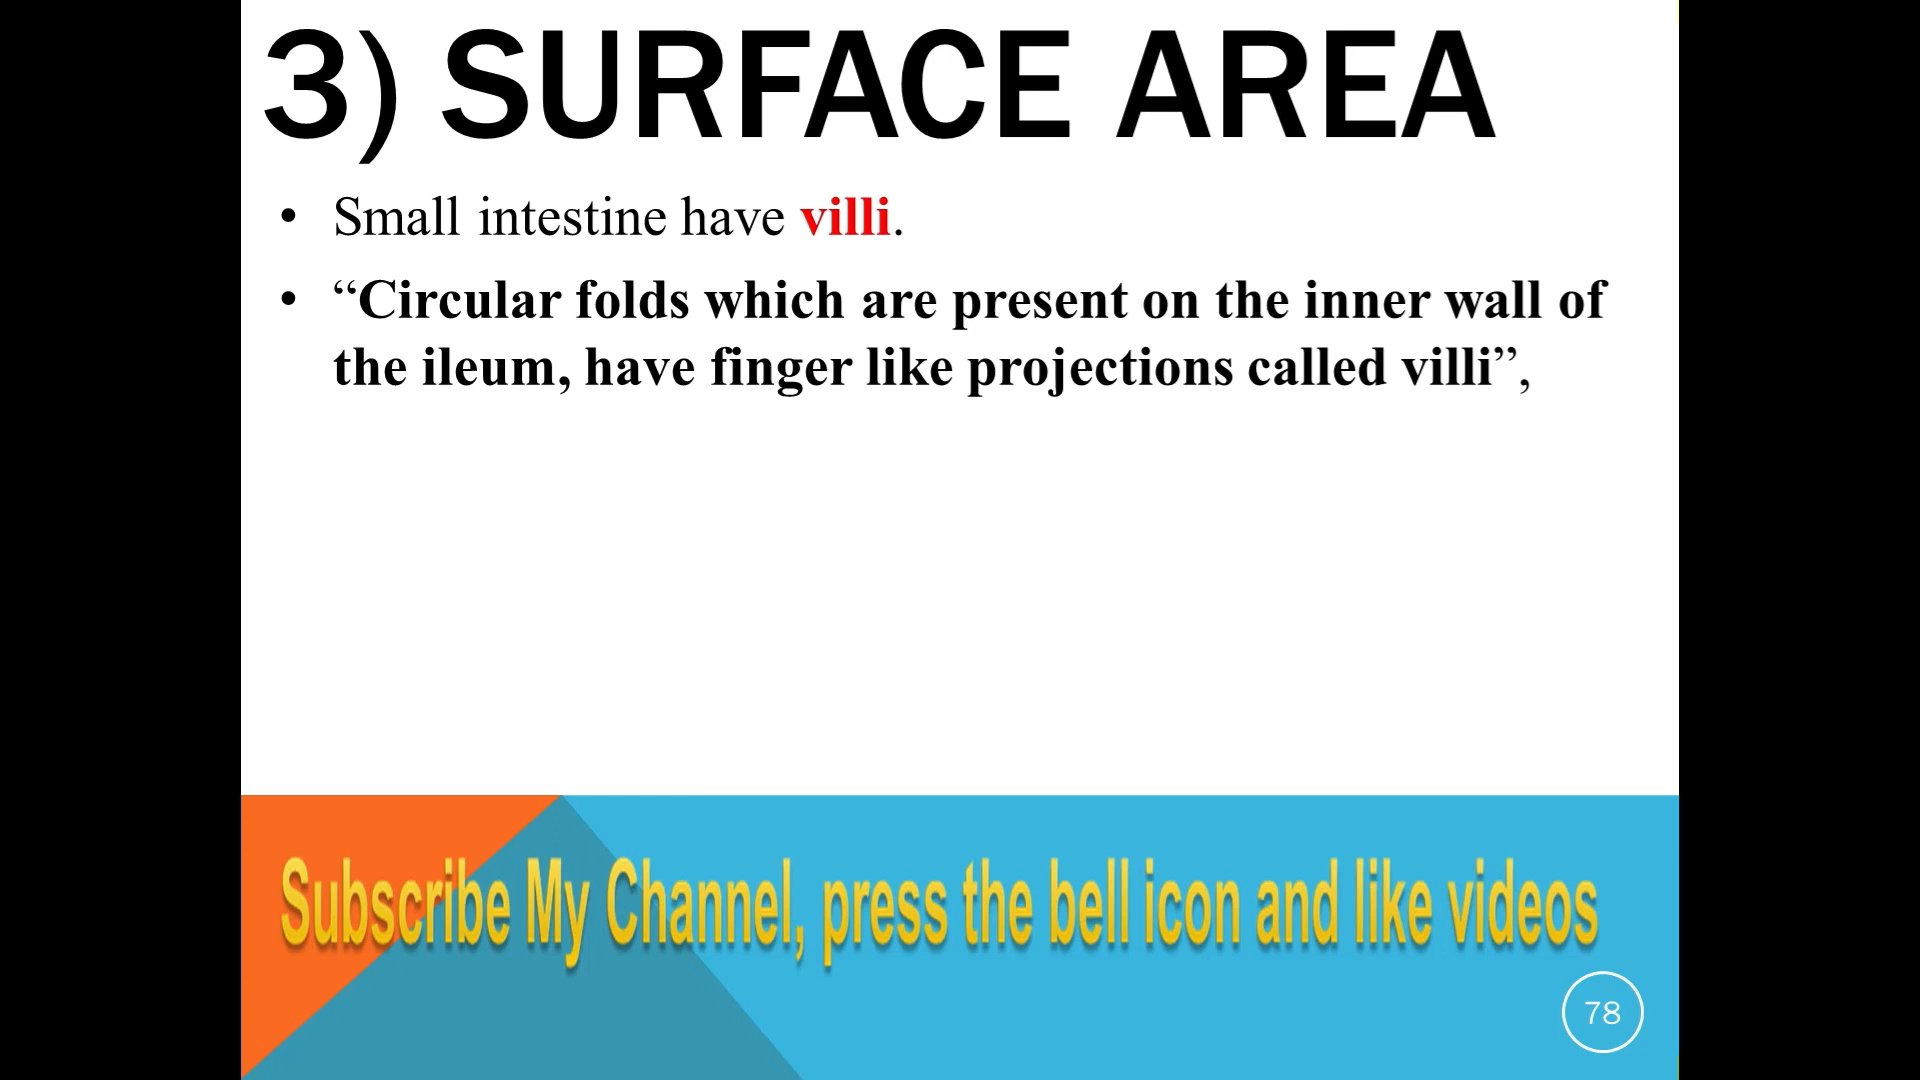 3) SURFACE AREA
• Small intestine have villi.
• “Circular folds which are present on the inner wall of
the ileum, have finger like projections called villi”,
Subscribe My Channel, press the bell icon and like videos
78